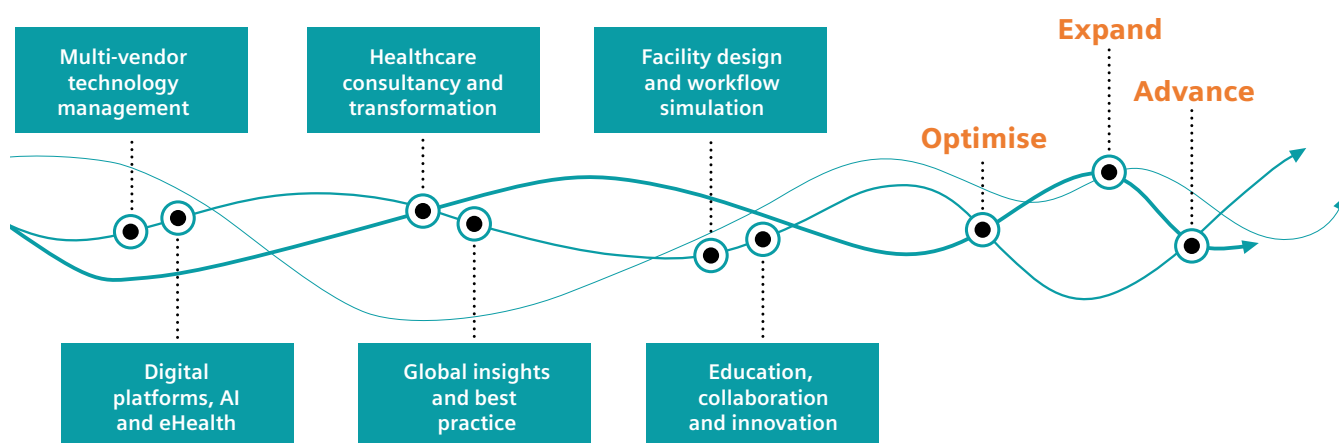 Multi-vendor
technology
management
Healthcare
consultancy and
transformation
Facility design
and workflow
simulation
Expand
Advance
Optimise
Digital
platforms, AI
and eHealth
Global insights
and best
practice
Education,
collaboration
and innovation